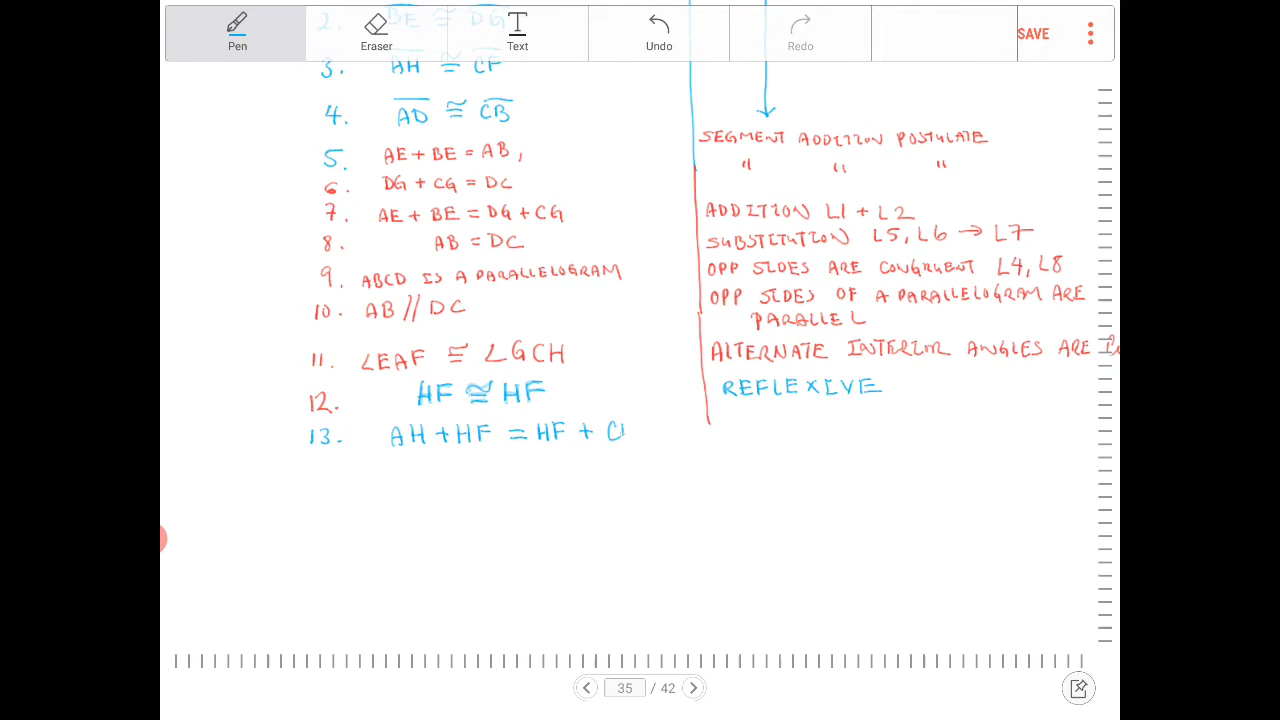 Pen
Eraser
Text
Undo
Redo
SAVE
2. BE ≅ DG
3. AH ≅ CF
4. AD ≅ CB
5. AE + BE = AB,
SEGMENT ADDITION POSTULATE
6. DG + CG = DC
" " "
7. AE + BE = DG + CG
ADDITION L1 + L2
8. AB = DC
SUBSTITUTION L5, L6 → L7
9. ABCD IS A PARALLELOGRAM
OPP SIDES ARE CONGRUENT L4, L8
10. AB // DC
OPP SIDES OF A PARALLELOGRAM ARE
PARALLEL
11. ∠EAF ≅ ∠GCH
ALTERNATE INTERIOR ANGLES ARE
12. HF ≅ HF
REFLEXIVE
13. AH + HF = HF + C
35 / 42